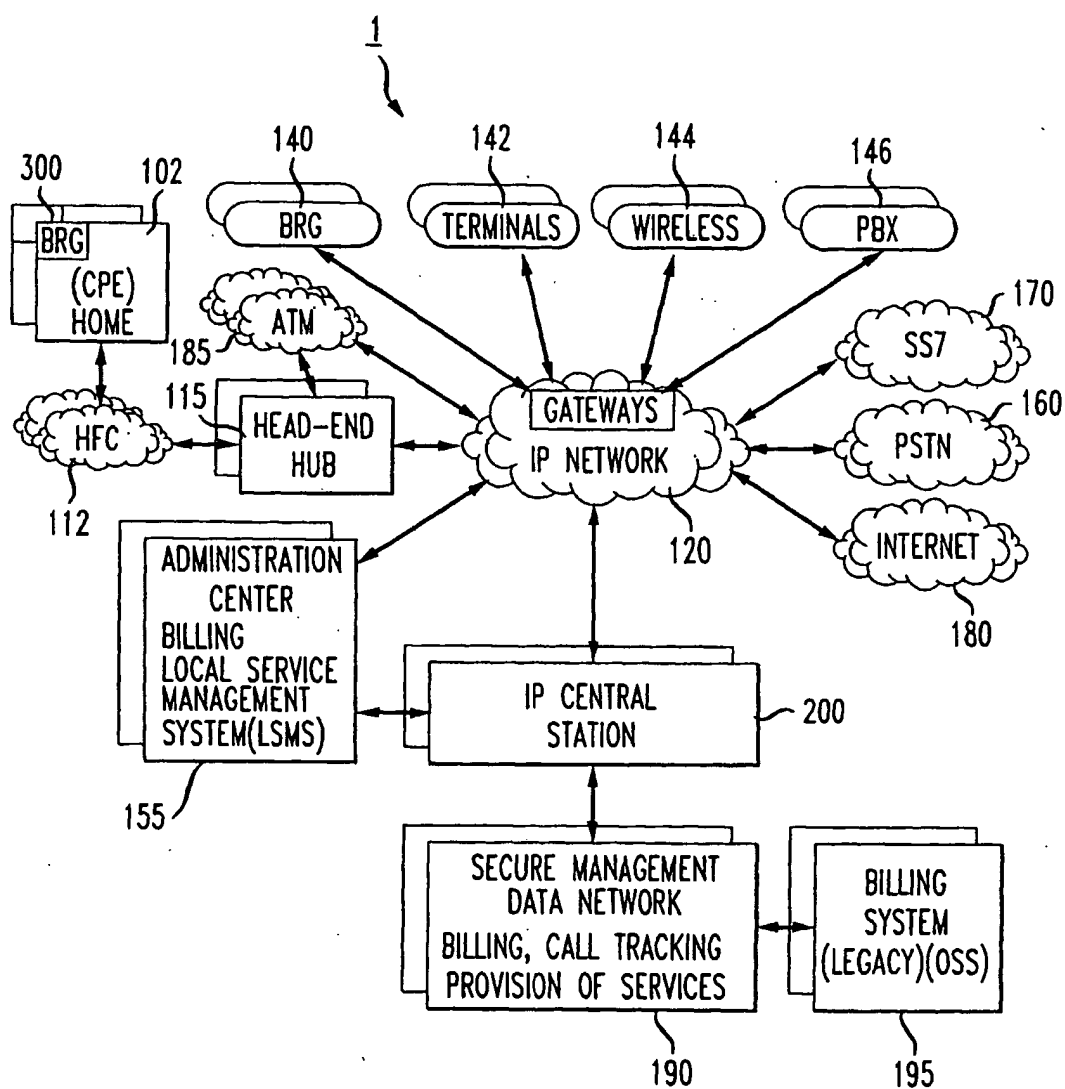 1
140
142
144
146
300
102
BRG
TERMINALS
WIRELESS
PBX
BRG
(CPE)
HOME
ATM
185
170
SS7
115
HEAD-END
HUB
GATEWAYS
IP NETWORK
160
PSTN
HFC
112
120
INTERNET
180
ADMINISTRATION
CENTER
BILLING
LOCAL SERVICE
MANAGEMENT
SYSTEM(LSMS)
155
IP CENTRAL
STATION
200
SECURE MANAGEMENT
DATA NETWORK
BILLING, CALL TRACKING
PROVISION OF SERVICES
190
BILLING
SYSTEM
(LEGACY)(OSS)
195